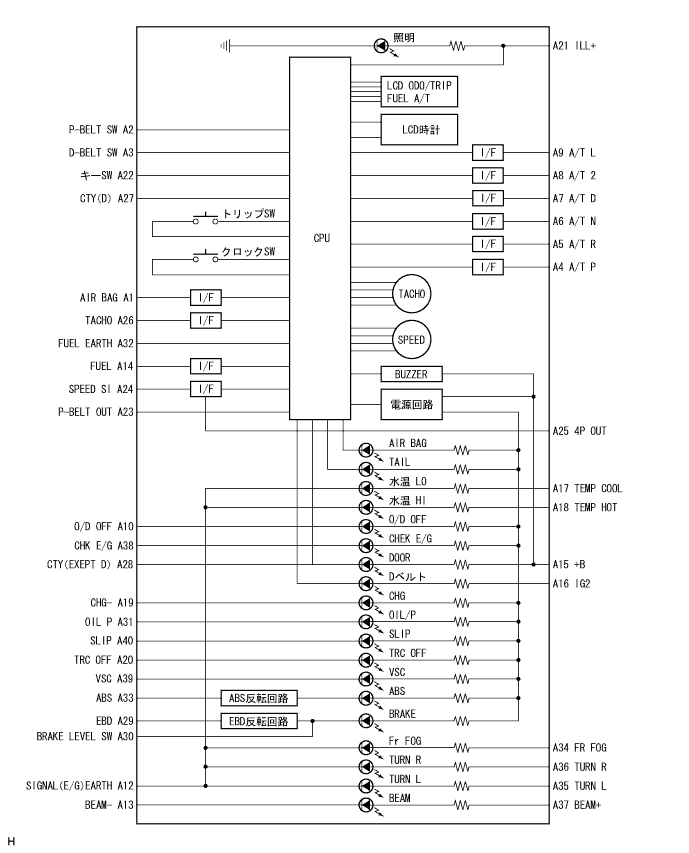 照明
A21 ILL+
LCD ODO/TRIP
FUEL A/T
LCD時計
P-BELT SW A2
D-BELT SW A3
I/F
A9 A/T L
キーSW A22
I/F
A8 A/T 2
CTY(D) A27
I/F
A7 A/T D
トリップSW
I/F
A6 A/T N
CPU
I/F
A5 A/T R
クロックSW
I/F
A4 A/T P
AIR BAG A1
I/F
TACHO
TACHO A26
I/F
FUEL EARTH A32
SPEED
FUEL A14
I/F
BUZZER
SPEED SI A24
I/F
電源回路
P-BELT OUT A23
A25 4P OUT
AIR BAG
TAIL
水温 LO
A17 TEMP COOL
水温 HI
A18 TEMP HOT
O/D OFF A10
O/D OFF
CHK E/G A38
CHEK E/G
CTY(EXEPT D) A28
DOOR
A15 +B
Dベルト
A16 IG2
CHG- A19
CHG
OIL P A31
OIL/P
SLIP A40
SLIP
TRC OFF A20
TRC OFF
VSC A39
VSC
ABS A33
ABS反転回路
ABS
EBD A29
EBD反転回路
BRAKE
BRAKE LEVEL SW A30
Fr FOG
A34 FR FOG
TURN R
A36 TURN R
SIGNAL(E/G)EARTH A12
TURN L
A35 TURN L
BEAM- A13
BEAM
A37 BEAM+
H